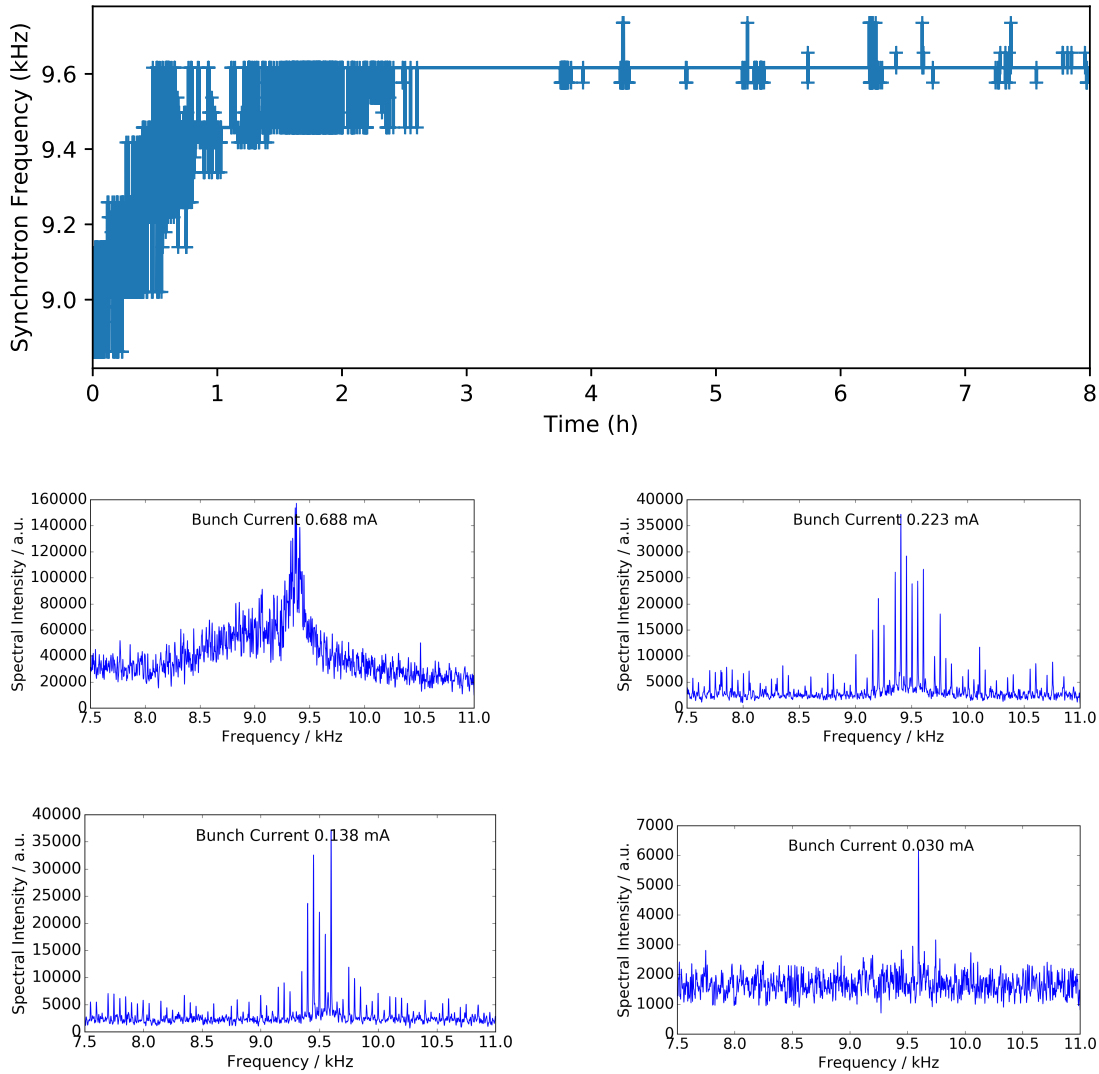 Synchrotron Frequency (kHz)
9.6
9.4
9.2
9.0
0 1 2 3 4 5 6 7 8
Time (h)
Spectral Intensity / a.u.
160000
140000
120000
100000
80000
60000
40000
20000
0
Bunch Current 0.688 mA
7.5 8.0 8.5 9.0 9.5 10.0 10.5 11.0
Frequency / kHz
Spectral Intensity / a.u.
40000
35000
30000
25000
20000
15000
10000
5000
0
Bunch Current 0.223 mA
7.5 8.0 8.5 9.0 9.5 10.0 10.5 11.0
Frequency / kHz
Spectral Intensity / a.u.
40000
35000
30000
25000
20000
15000
10000
5000
0
Bunch Current 0.138 mA
7.5 8.0 8.5 9.0 9.5 10.0 10.5 11.0
Frequency / kHz
Spectral Intensity / a.u.
7000
6000
5000
4000
3000
2000
1000
0
Bunch Current 0.030 mA
7.5 8.0 8.5 9.0 9.5 10.0 10.5 11.0
Frequency / kHz